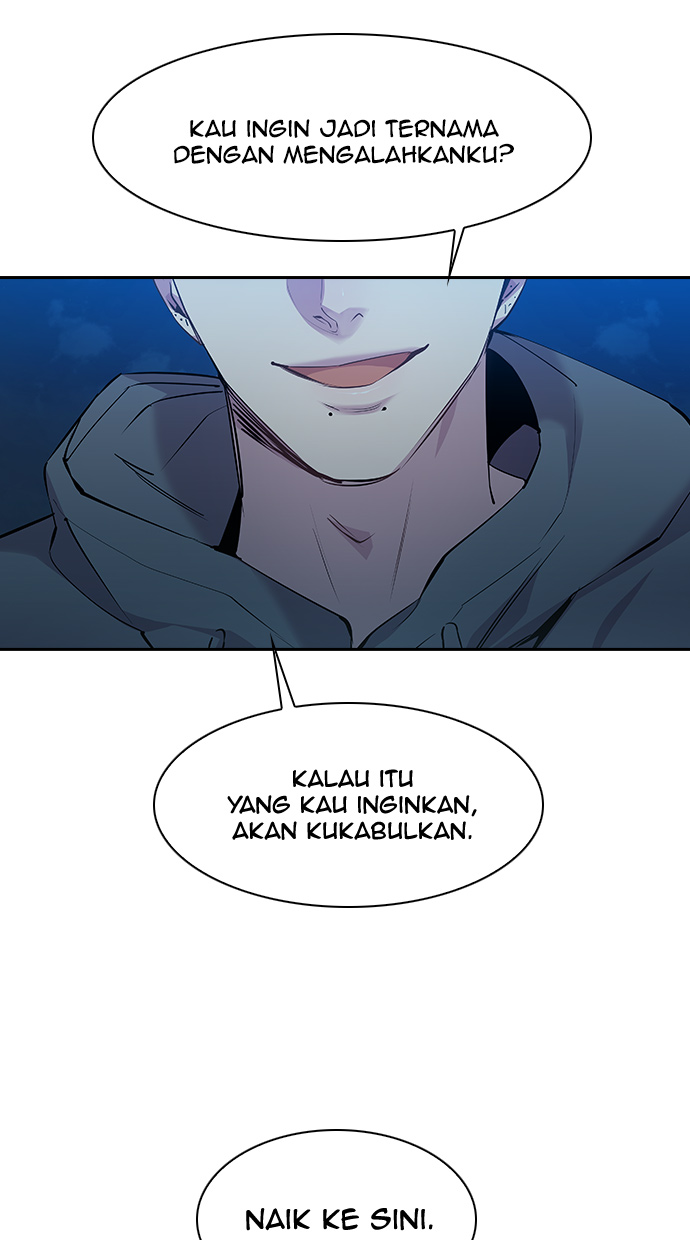 KAU INGIN JADI TERNAMA
DENGAN MENGALAHKANKU?
KALAU ITU
YANG KAU INGINKAN,
AKAN KUKABULKAN.
NAIK KE SINI.